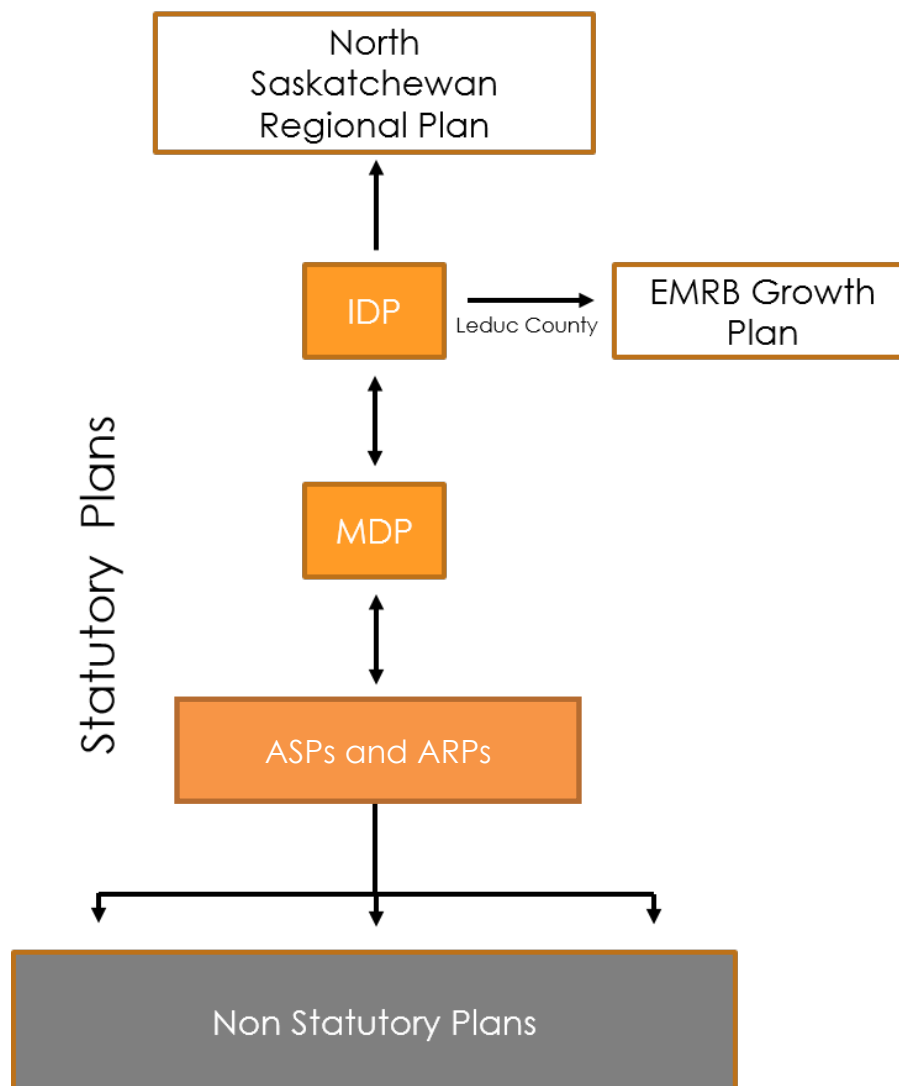 North
Saskatchewan
Regional Plan
IDP
Leduc County
EMRB Growth
Plan
Statutory Plans
MDP
ASPs and ARPs
Non Statutory Plans